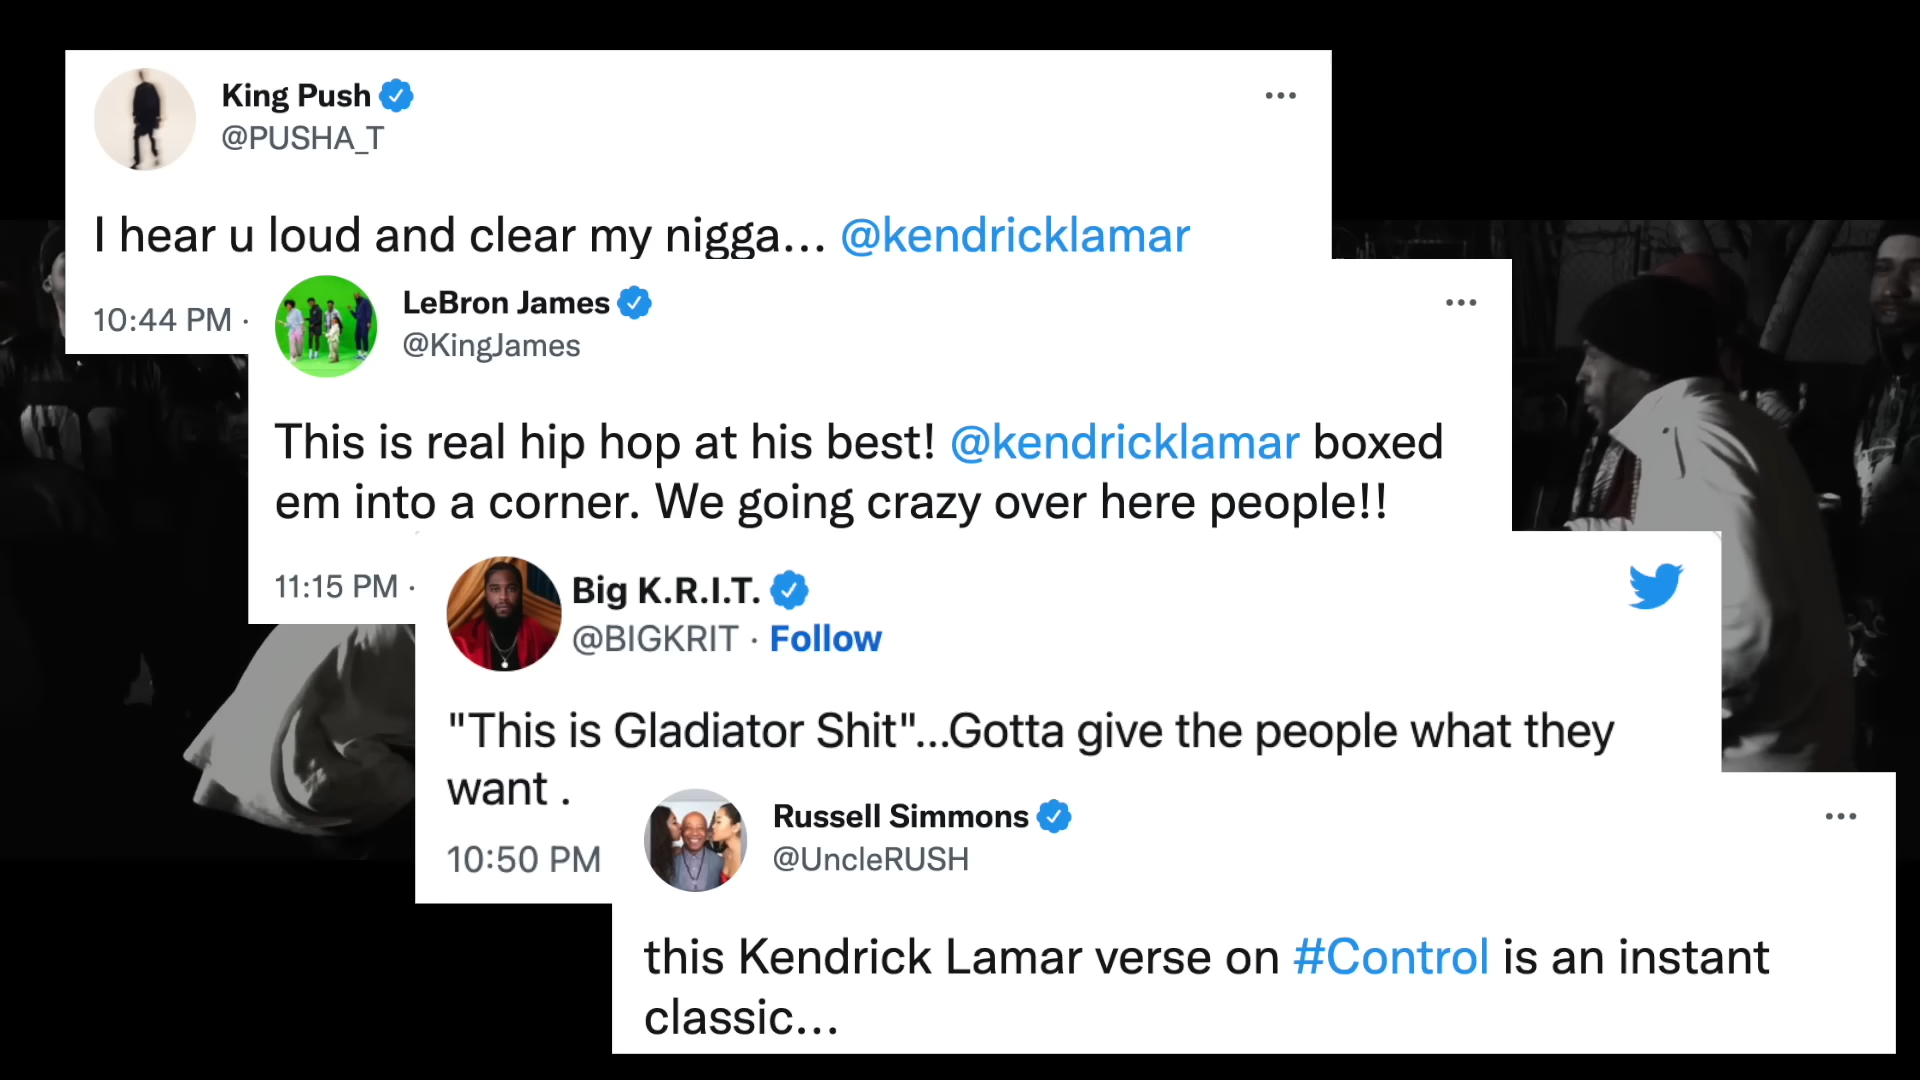 King Push
@PUSHA_T
I hear u loud and clear my nigga... @kendricklamar
10:44 PM ·
LeBron James
@KingJames
This is real hip hop at his best! @kendricklamar boxed
em into a corner. We going crazy over here people!!
11:15 PM ·
Big K.R.I.T.
@BIGKRIT · Follow
"This is Gladiator Shit"...Gotta give the people what they
want .
10:50 PM
Russell Simmons
@UncleRUSH
this Kendrick Lamar verse on #Control is an instant
classic...